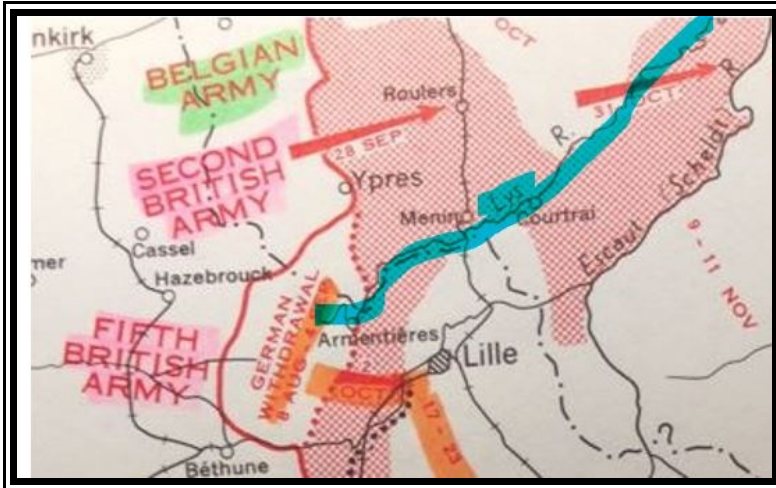 nkirk
BELGIAN
ARMY
OCT
Roulers
31 OCT.
R.
R.
28 SEP.
SECOND
BRITISH
ARMY
Ypres
Lys
Menin
Courtrai
Escaut (Scheldt)
9-11 NOV
Cassel
mer
Hazebrouck
GERMAN
WITHDRAWAL
8 AUG
Armentières
FIFTH
BRITISH
ARMY
Lille
2
OCT
17-23
?
Béthune